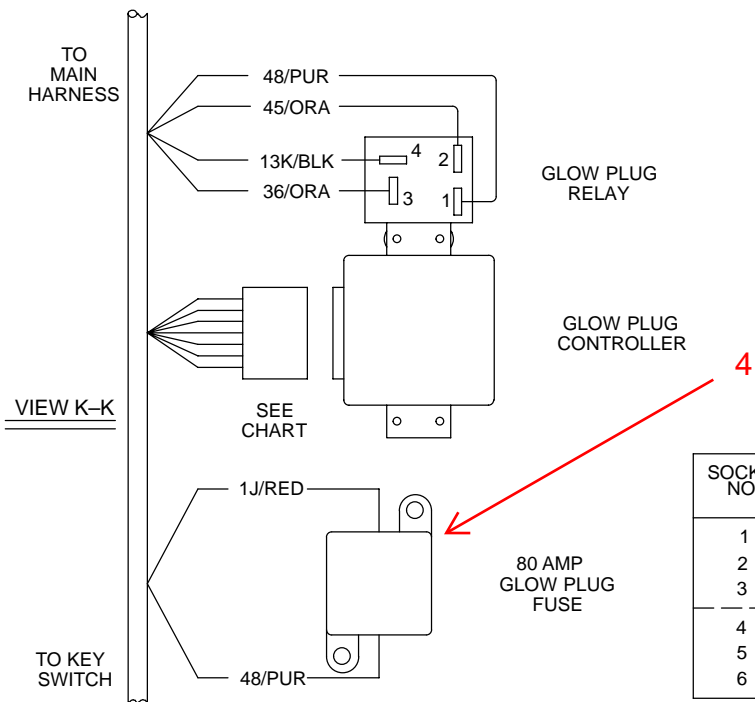 TO
MAIN
HARNESS
48/PUR
45/ORA
13K/BLK
36/ORA
4
2
3
1
GLOW PLUG
RELAY
GLOW PLUG
CONTROLLER
4
VIEW K–K
SEE
CHART
1J/RED
80 AMP
GLOW PLUG
FUSE
TO KEY
SWITCH
48/PUR
SOCK
NO
1
2
3
4
5
6